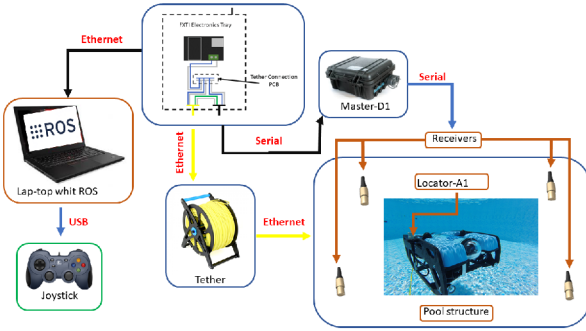 FXTI Electronics Tray
Ethernet
Tether Connection
PCB
Serial
Master-D1
Serial
ROS
Lap-top whit ROS
Ethernet
Receivers
Locator-A1
USB
Ethernet
Tether
Joystick
Pool structure